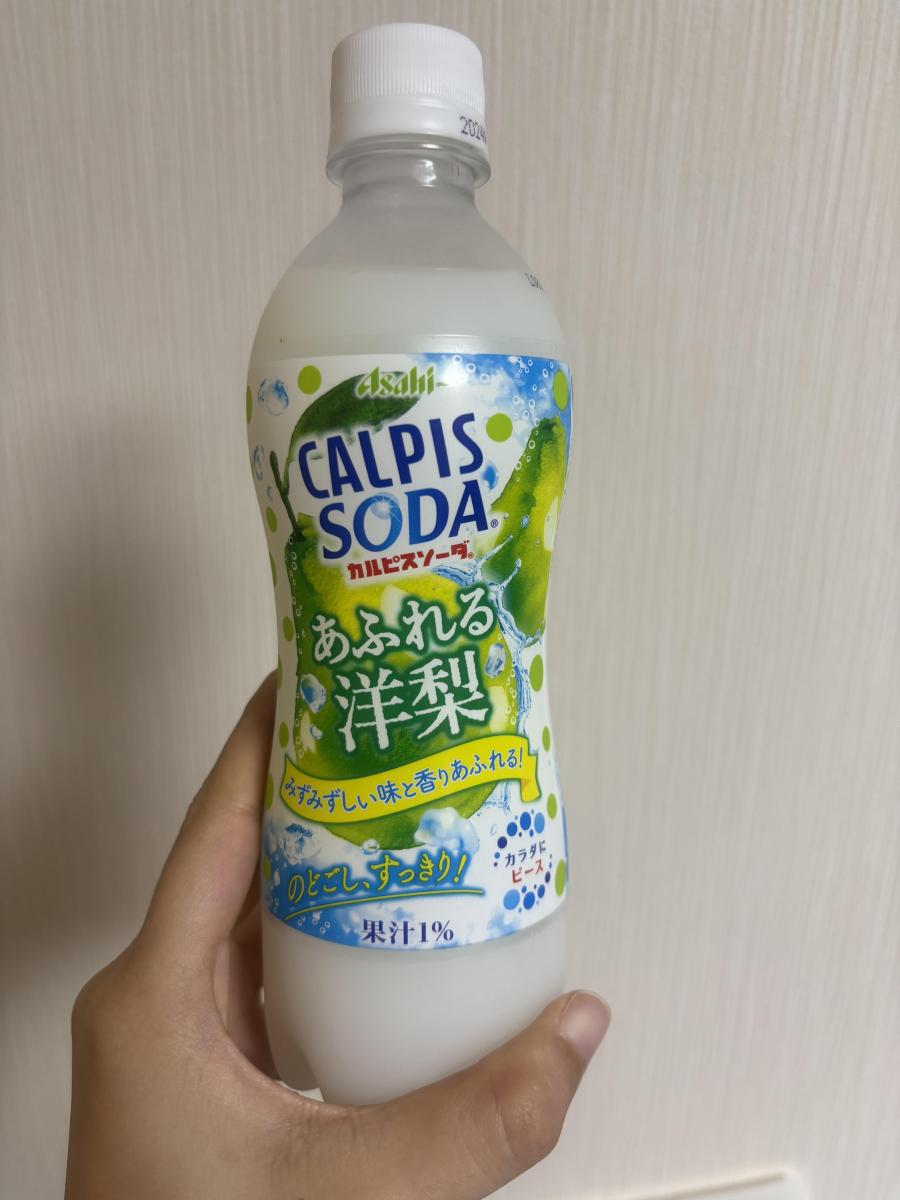 2024
Asahi
CALPIS
SODA®
カルピスソーダ®
あふれる
洋梨
みずみずしい味と香りあふれる!
のどごし、すっきり!
カラダに
ピース
果汁1%